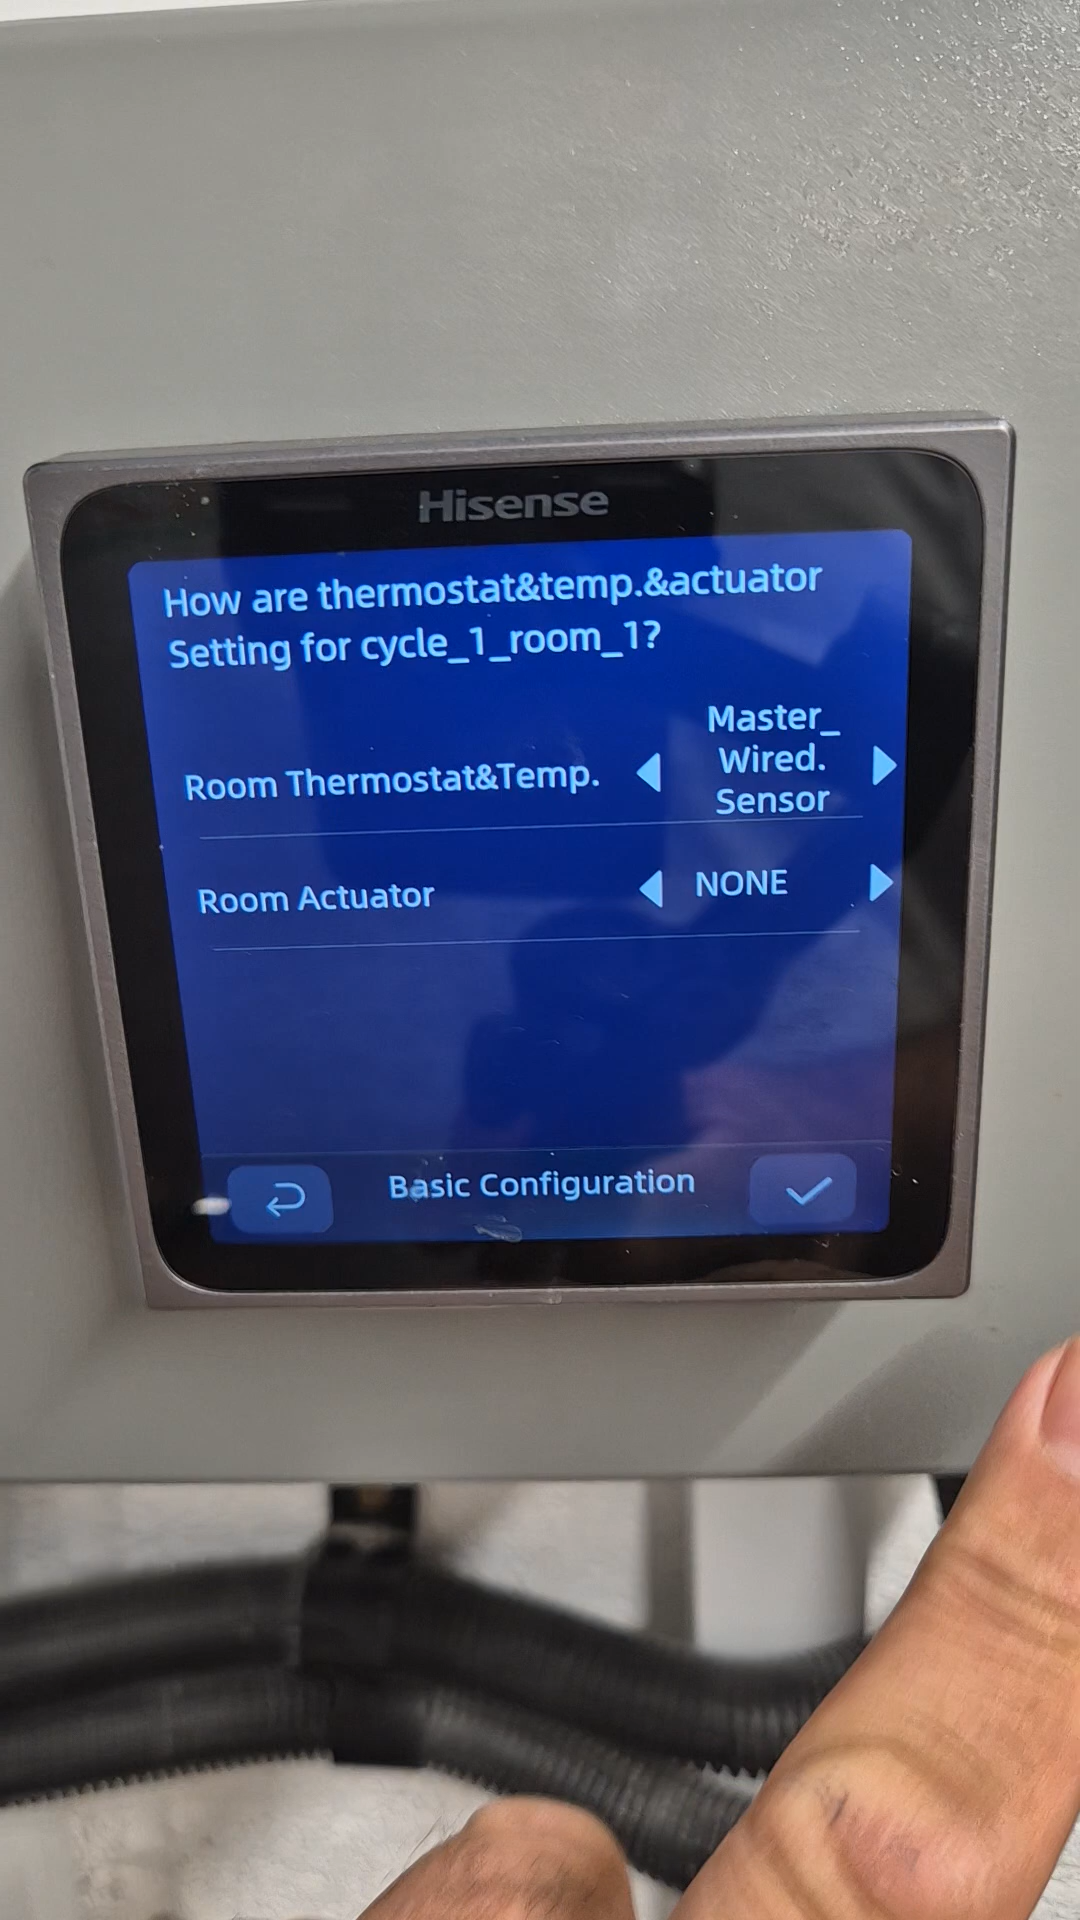 Hisense
How are thermostat&temp.&actuator
Setting for cycle_1_room_1?
Room Thermostat&Temp.
Master_
Wired.
Sensor
Room Actuator
NONE
Basic Configuration